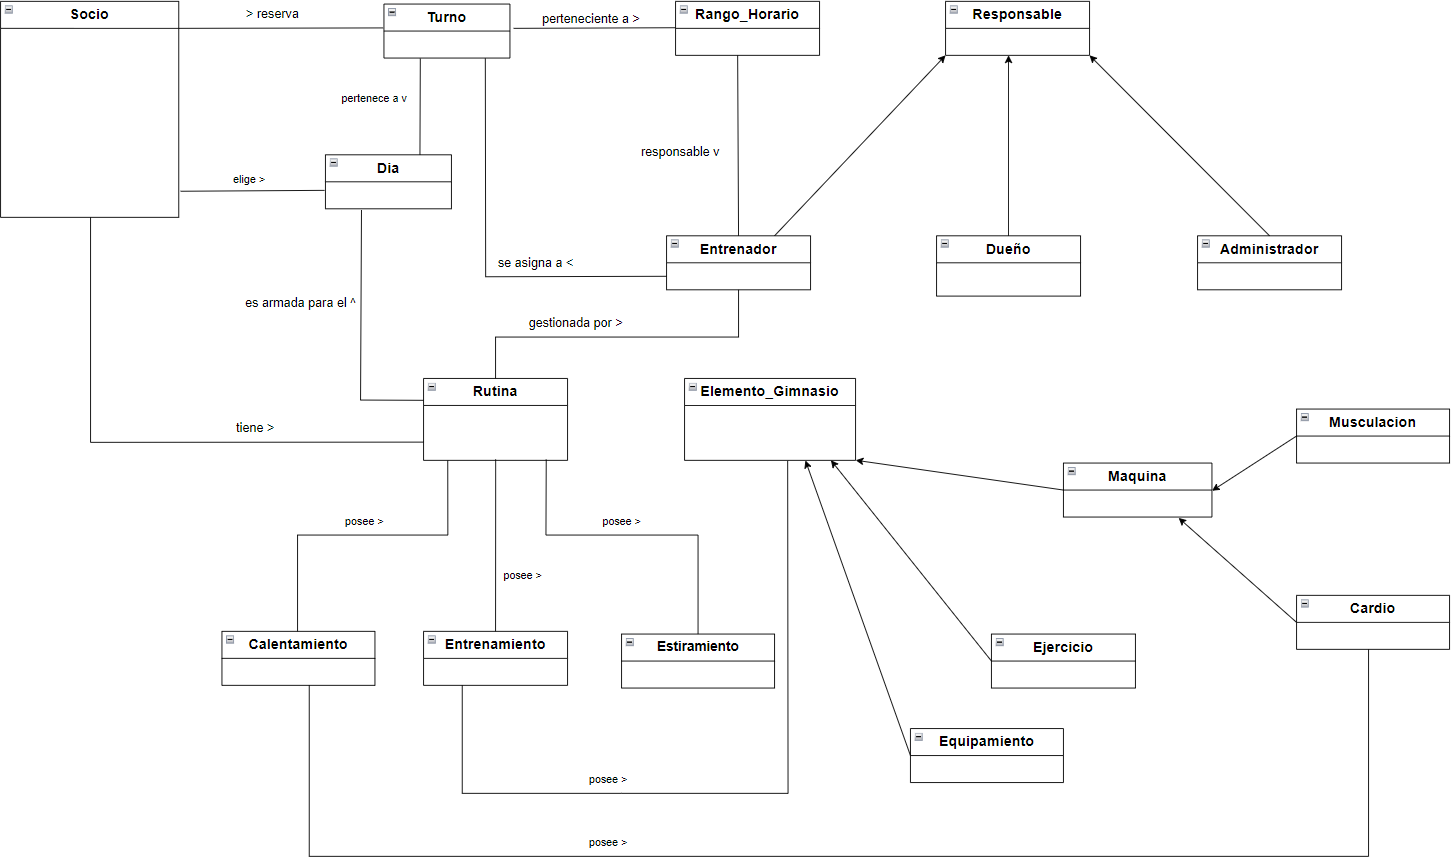 Socio
> reserva
Turno
perteneciente a >
Rango_Horario
Responsable
pertenece a v
responsable v
Dia
elige >
Entrenador
Dueño
Administrador
se asigna a <
es armada para el ^
gestionada por >
Rutina
Elemento_Gimnasio
Musculacion
tiene >
Maquina
posee >
posee >
posee >
Cardio
Calentamiento
Entrenamiento
Estiramiento
Ejercicio
Equipamiento
posee >
posee >